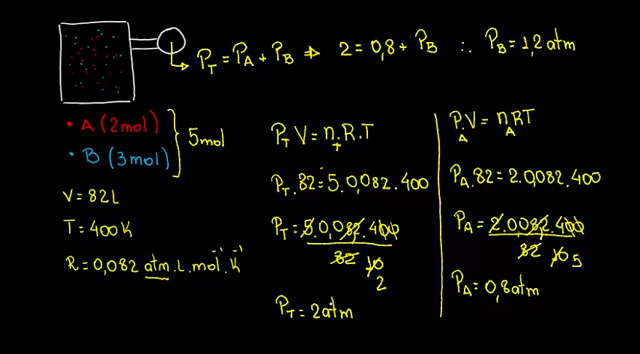 P_T = P_A + P_B ⇒ 2 = 0,8 + P_B ∴ P_B = 1,2 atm
• A (2mol)
• B (3mol)
} 5mol
V = 82L
T = 400K
R = 0,082 atm.L.mol⁻¹.K⁻¹
P_T V = n_T.R.T
P_T.82 = 5.0,082.400
P_T = 5.0,082.400
82 10
2
P_T = 2atm
P_A.V = n_A RT
P_A.82 = 2.0,082.400
P_A = 2.0,082.400
82 10 5
P_A = 0,8atm